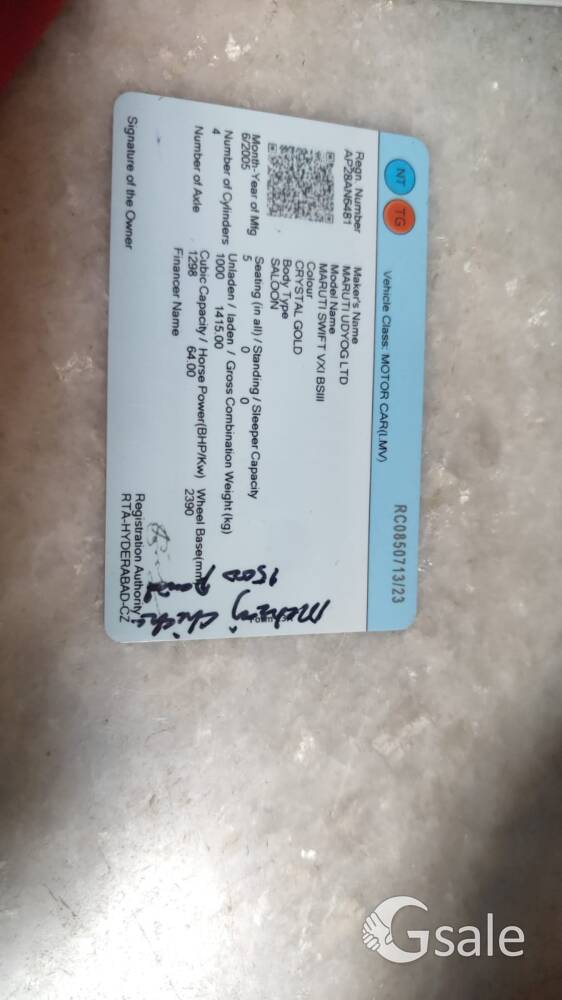 Vehicle Class: MOTOR CAR(LMV)
RC0850713/23
NT
TG
Regn. Number
AP28AN6481
Maker's Name
MARUTI UDYOG LTD
Model Name
MARUTI SWIFT VXI BSIII
Colour
CRYSTAL GOLD
Body Type
SALOON
Month-Year of Mfg
6/2005
Seating (in all) / Standing / Sleeper Capacity
5 0 0
Number of Cylinders
4
Unladen / laden / Gross Combination Weight (kg)
1000 1415.00
Number of Axle
Cubic Capacity / Horse Power(BHP/Kw)
1298 64.00
Wheel Base(mm)
2390
Financer Name
Signature of the Owner
Registration Authority
RTA-HYDERABAD-CZ
Gsale